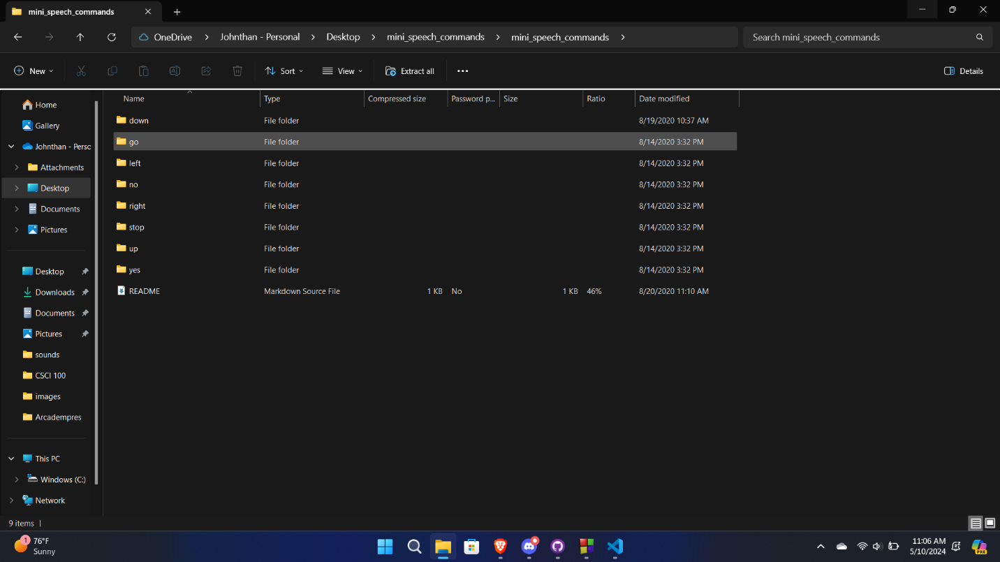 mini_speech_commands
OneDrive > Johnthan - Personal > Desktop > mini_speech_commands > mini_speech_commands >
Search mini_speech_commands
New
Sort
View
Extract all
Details
Home
Gallery
Johnthan - Persc
Attachments
Desktop
Documents
Pictures
Desktop
Downloads
Documents
Pictures
sounds
CSCI 100
images
Arcadempres
This PC
Windows (C:)
Network
Name Type Compressed size Password p... Size Ratio Date modified
down File folder 8/19/2020 10:37 AM
go File folder 8/14/2020 3:32 PM
left File folder 8/14/2020 3:32 PM
no File folder 8/14/2020 3:32 PM
right File folder 8/14/2020 3:32 PM
stop File folder 8/14/2020 3:32 PM
up File folder 8/14/2020 3:32 PM
yes File folder 8/14/2020 3:32 PM
README Markdown Source File 1 KB No 1 KB 46% 8/20/2020 11:10 AM
9 items
1
76°F
Sunny
11:06 AM
5/10/2024
PRE